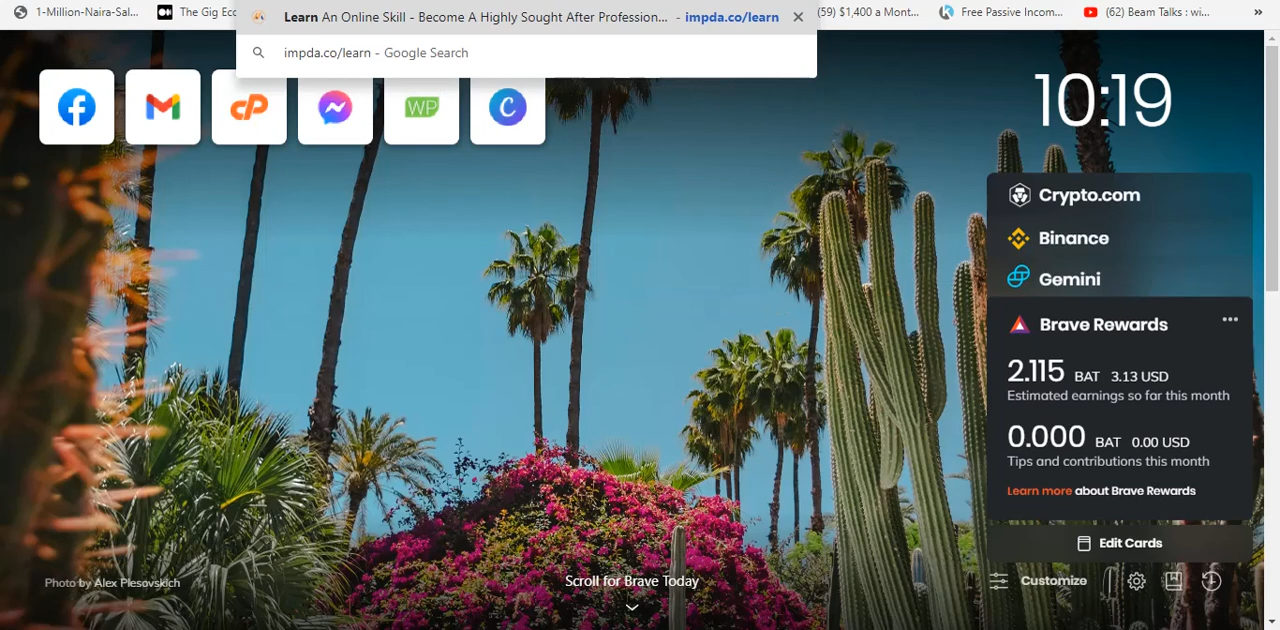 1-Million-Naira-Sal...
The Gig Ec
Learn An Online Skill - Become A Highly Sought After Profession... - impda.co/learn
(59) $1,400 a Mont...
Free Passive Incom...
(62) Beam Talks : wi...
»
impda.co/learn - Google Search
cP
WP
C
10:19
Crypto.com
Binance
Gemini
Brave Rewards
2.115 BAT 3.13 USD
Estimated earnings so far this month
0.000 BAT 0.00 USD
Tips and contributions this month
Learn more about Brave Rewards
Edit Cards
Photo by Alex Plesovskich
Scroll for Brave Today
Customize